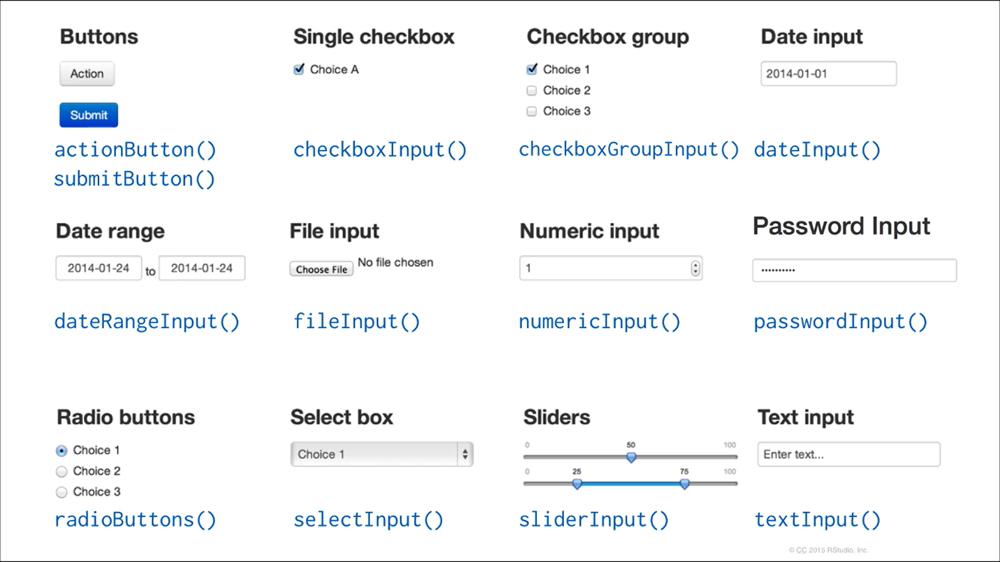 Buttons
Action
Submit
actionButton()
submitButton()
Single checkbox
Choice A
checkboxInput()
Checkbox group
Choice 1
Choice 2
Choice 3
checkboxGroupInput()
Date input
2014-01-01
dateInput()
Date range
2014-01-24 to 2014-01-24
dateRangeInput()
File input
Choose File No file chosen
fileInput()
Numeric input
1
numericInput()
Password Input
••••••••••
passwordInput()
Radio buttons
Choice 1
Choice 2
Choice 3
radioButtons()
Select box
Choice 1
selectInput()
Sliders
0 50 100
0 25 75 100
sliderInput()
Text input
Enter text...
textInput()
© CC 2015 RStudio, Inc.